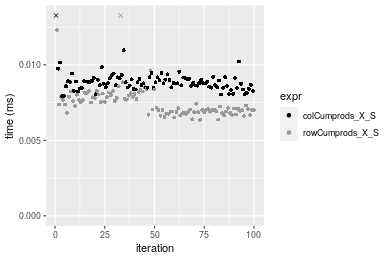 0.010
0.005
0.000
time (ms)
0
25
50
75
100
iteration
expr
colCumprods_X_S
rowCumprods_X_S